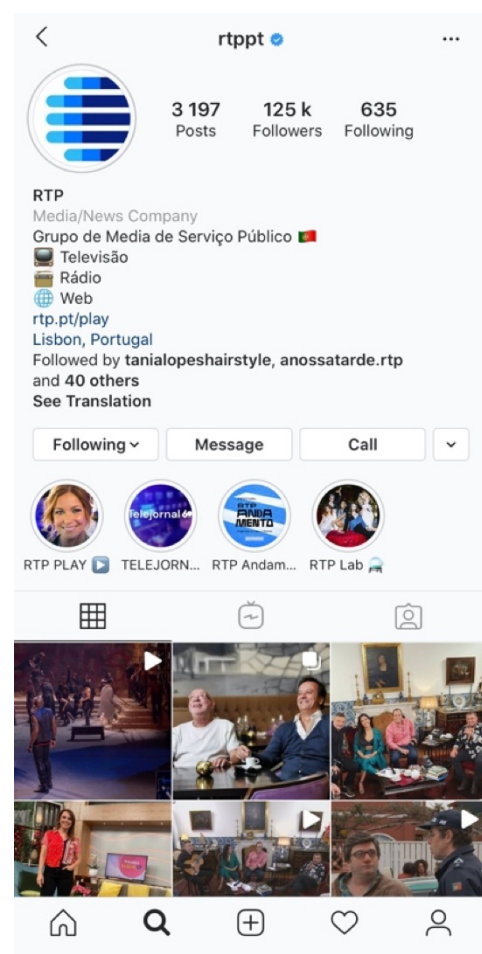 rtppt
3 197 125 k 635
Posts Followers Following
RTP
Media/News Company
Grupo de Media de Serviço Público
Televisão
Rádio
Web
rtp.pt/play
Lisbon, Portugal
Followed by tanialopeshairstyle, anossatarde.rtp
and 40 others
See Translation
Following Message Call
Telejornal 6
RTP
ANDA
MENTO
RTP PLAY TELEJORN... RTP Andam... RTP Lab